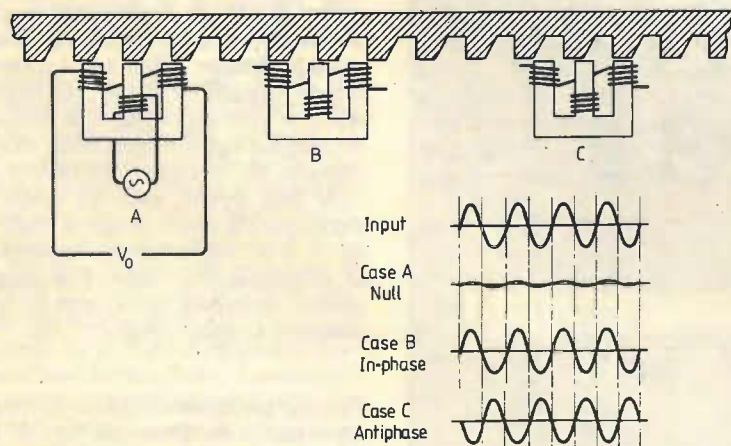 B
C
A
V₀
Input
Case A
Null
Case B
In-phase
Case C
Antiphase